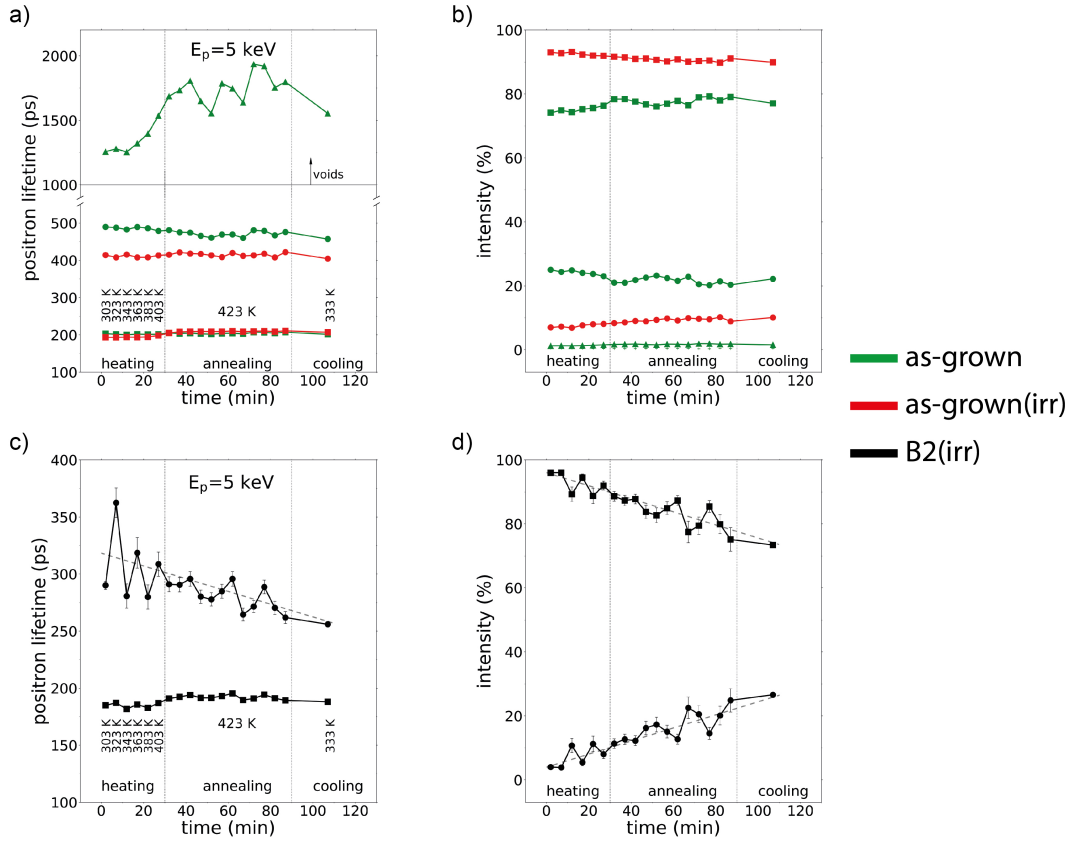 a)
E_p=5 keV
positron lifetime (ps)
2000
1500
1000
voids
500
400
300
200
100
303 K
323 K
343 K
363 K
383 K
403 K
423 K
333 K
heating
annealing
cooling
0 20 40 60 80 100 120
time (min)
b)
intensity (%)
100
80
60
40
20
0
heating
annealing
cooling
0 20 40 60 80 100 120
time (min)
as-grown
as-grown(irr)
B2(irr)
c)
E_p=5 keV
positron lifetime (ps)
400
350
300
250
200
150
100
303 K
323 K
343 K
363 K
383 K
403 K
423 K
333 K
heating
annealing
cooling
0 20 40 60 80 100 120
time (min)
d)
intensity (%)
100
80
60
40
20
0
heating
annealing
cooling
0 20 40 60 80 100 120
time (min)